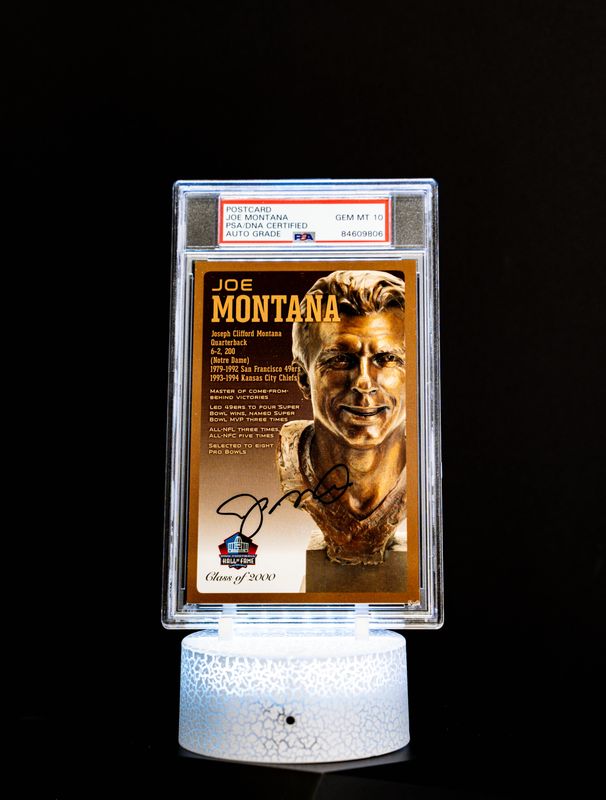 POSTCARD
JOE MONTANA GEM MT 10
PSA/DNA CERTIFIED
AUTO GRADE PSA 84609806
JOE
MONTANA
Joseph Clifford Montana
Quarterback
6-2, 200
(Notre Dame)
1979-1992 San Francisco 49ers
1993-1994 Kansas City Chiefs
MASTER OF COME-FROM-
BEHIND VICTORIES
LED 49ERS TO FOUR SUPER
BOWL WINS, NAMED SUPER
BOWL MVP THREE TIMES
ALL-NFL THREE TIMES,
ALL-NFC FIVE TIMES
SELECTED TO EIGHT
PRO BOWLS
PRO FOOTBALL
HALL OF FAME
Class of 2000